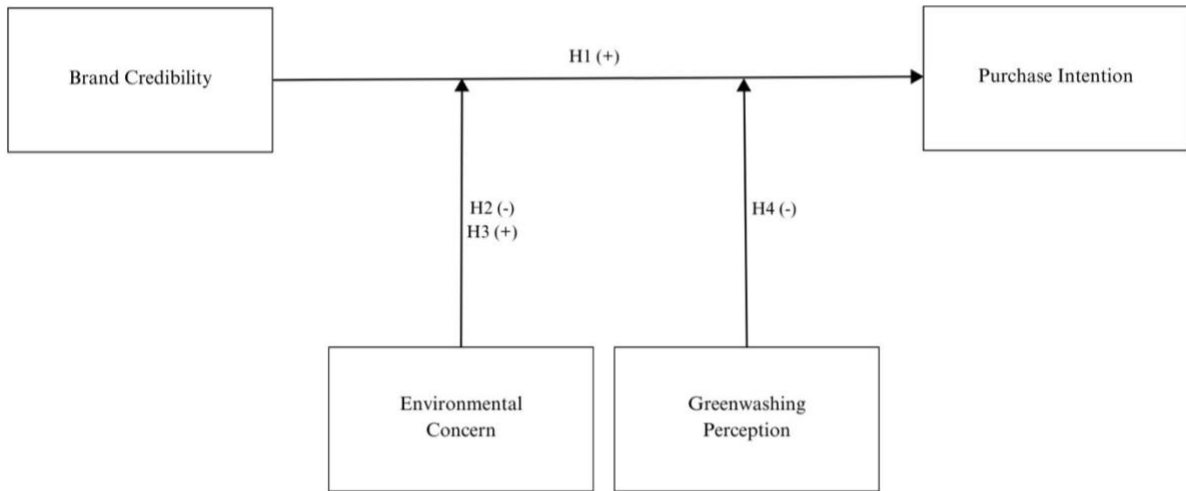 H1 (+)
Brand Credibility
Purchase Intention
H2 (-)
H3 (+)
H4 (-)
Environmental
Concern
Greenwashing
Perception